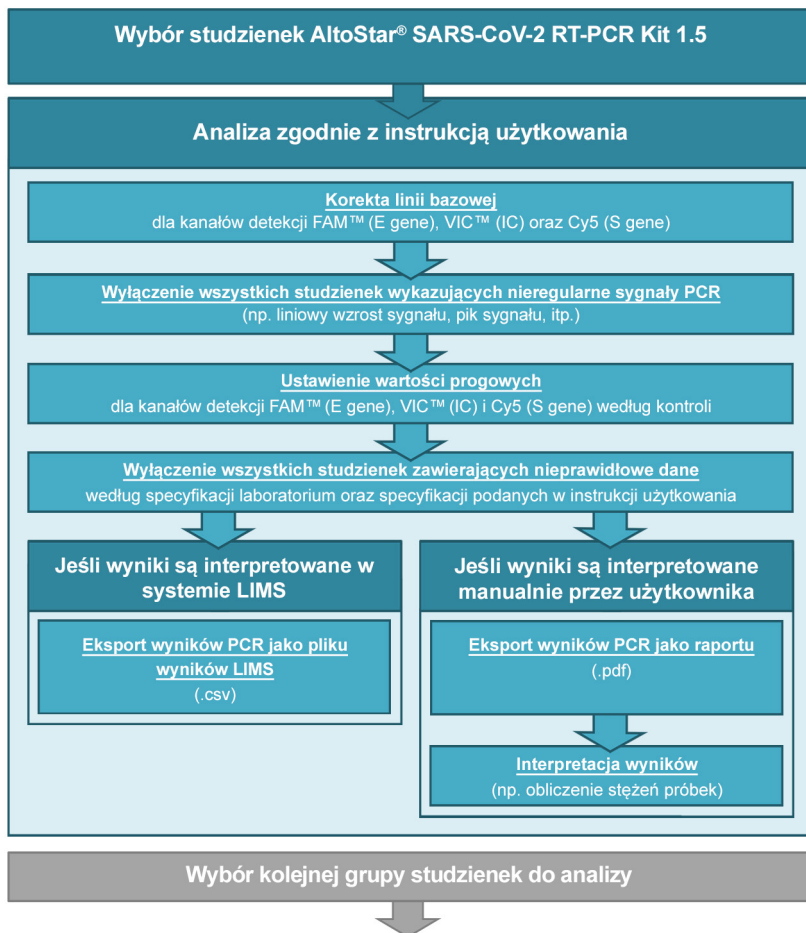 Wybór studzienek AltoStar® SARS-CoV-2 RT-PCR Kit 1.5
Analiza zgodnie z instrukcją użytkowania
Korekta linii bazowej
dla kanałów detekcji FAM™ (E gene), VIC™ (IC) oraz Cy5 (S gene)
Wyłączenie wszystkich studzienek wykazujących nieregularne sygnały PCR
(np. liniowy wzrost sygnału, pik sygnału, itp.)
Ustawienie wartości progowych
dla kanałów detekcji FAM™ (E gene), VIC™ (IC) i Cy5 (S gene) według kontroli
Wyłączenie wszystkich studzienek zawierających nieprawidłowe dane
według specyfikacji laboratorium oraz specyfikacji podanych w instrukcji użytkowania
Jeśli wyniki są interpretowane w
systemie LIMS
Eksport wyników PCR jako pliku
wyników LIMS
(.csv)
Jeśli wyniki są interpretowane
manualnie przez użytkownika
Eksport wyników PCR jako raportu
(.pdf)
Interpretacja wyników
(np. obliczenie stężeń próbek)
Wybór kolejnej grupy studzienek do analizy